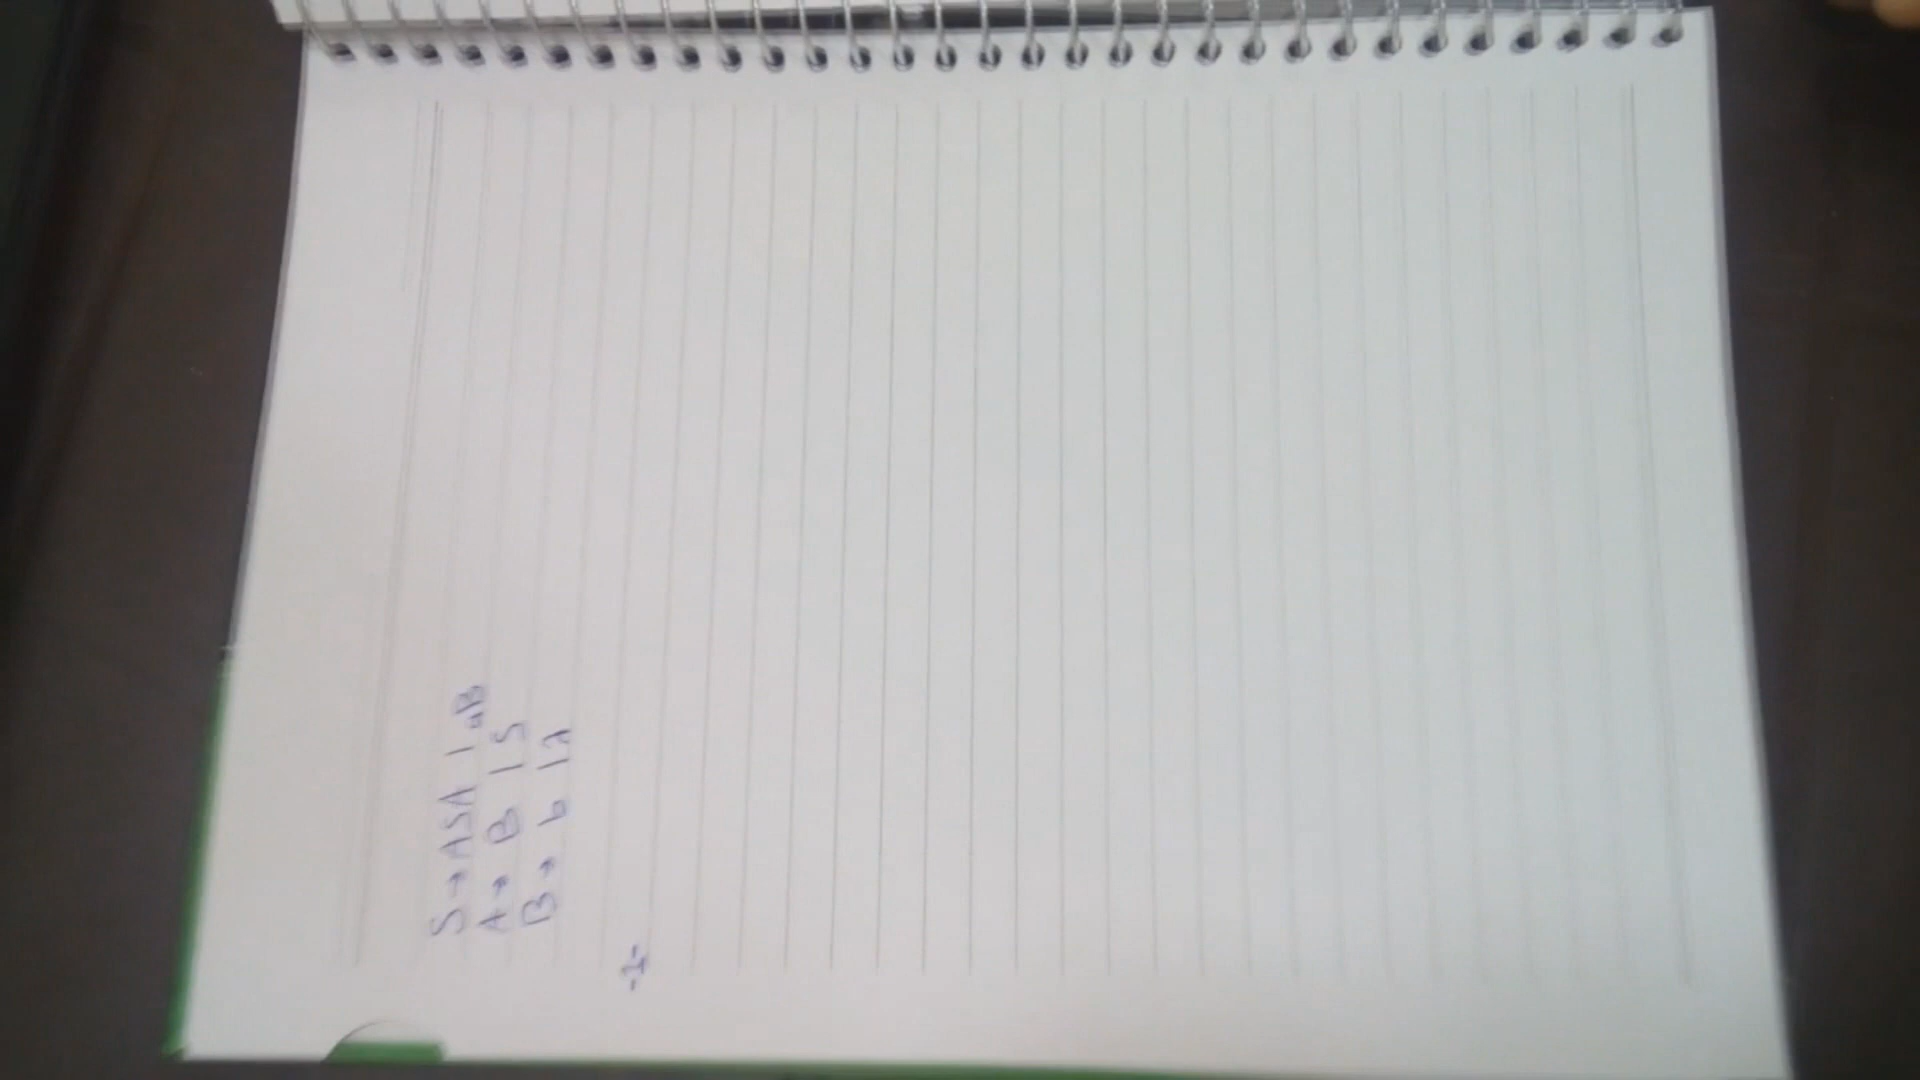 S → ASA | aB
A → B | S
B → b | λ
-1-